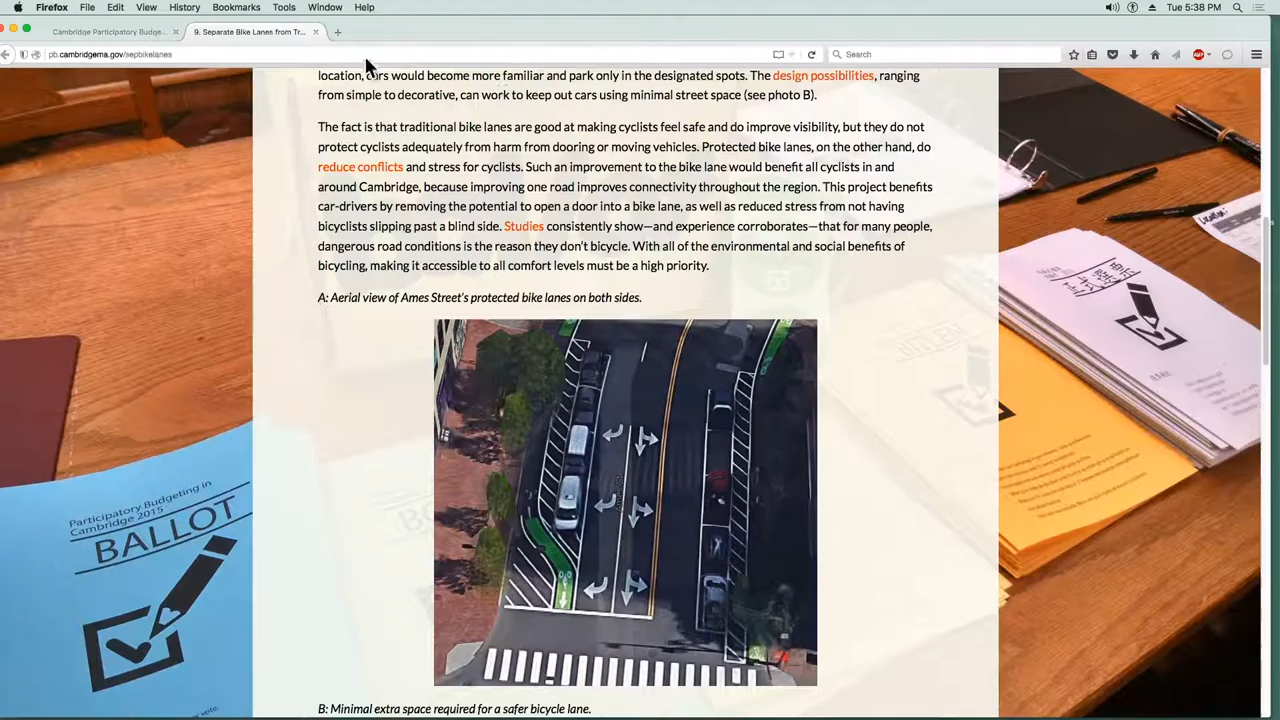 Firefox File Edit View History Bookmarks Tools Window Help Tue 5:38 PM
Cambridge Participatory Budge... 9. Separate Bike Lanes from Tr...
pb.cambridgema.gov/sepbikelanes Search ABP
location, cars would become more familiar and park only in the designated spots. The design possibilities, ranging
from simple to decorative, can work to keep out cars using minimal street space (see photo B).
The fact is that traditional bike lanes are good at making cyclists feel safe and do improve visibility, but they do not
protect cyclists adequately from harm from dooring or moving vehicles. Protected bike lanes, on the other hand, do
reduce conflicts and stress for cyclists. Such an improvement to the bike lane would benefit all cyclists in and
around Cambridge, because improving one road improves connectivity throughout the region. This project benefits
car-drivers by removing the potential to open a door into a bike lane, as well as reduced stress from not having
bicyclists slipping past a blind side. Studies consistently show—and experience corroborates—that for many people,
dangerous road conditions is the reason they don't bicycle. With all of the environmental and social benefits of
bicycling, making it accessible to all comfort levels must be a high priority.
A: Aerial view of Ames Street's protected bike lanes on both sides.
B: Minimal extra space required for a safer bicycle lane.
Participatory Budgeting in
Cambridge 2015
BALLOT
正式選票